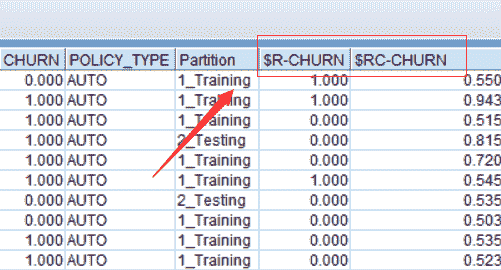 CHURN POLICY_TYPE Partition $R-CHURN $RC-CHURN
0.000 AUTO 1_Training 1.000 0.550
1.000 AUTO 1_Training 1.000 0.943
1.000 AUTO 1_Training 0.000 0.515
1.000 AUTO 2_Testing 0.000 0.815
1.000 AUTO 1_Training 0.000 0.720
1.000 AUTO 1_Training 1.000 0.545
0.000 AUTO 2_Testing 0.000 0.535
0.000 AUTO 1_Training 0.000 0.503
1.000 AUTO 1_Training 0.000 0.535
1.000 AUTO 1_Training 0.000 0.523